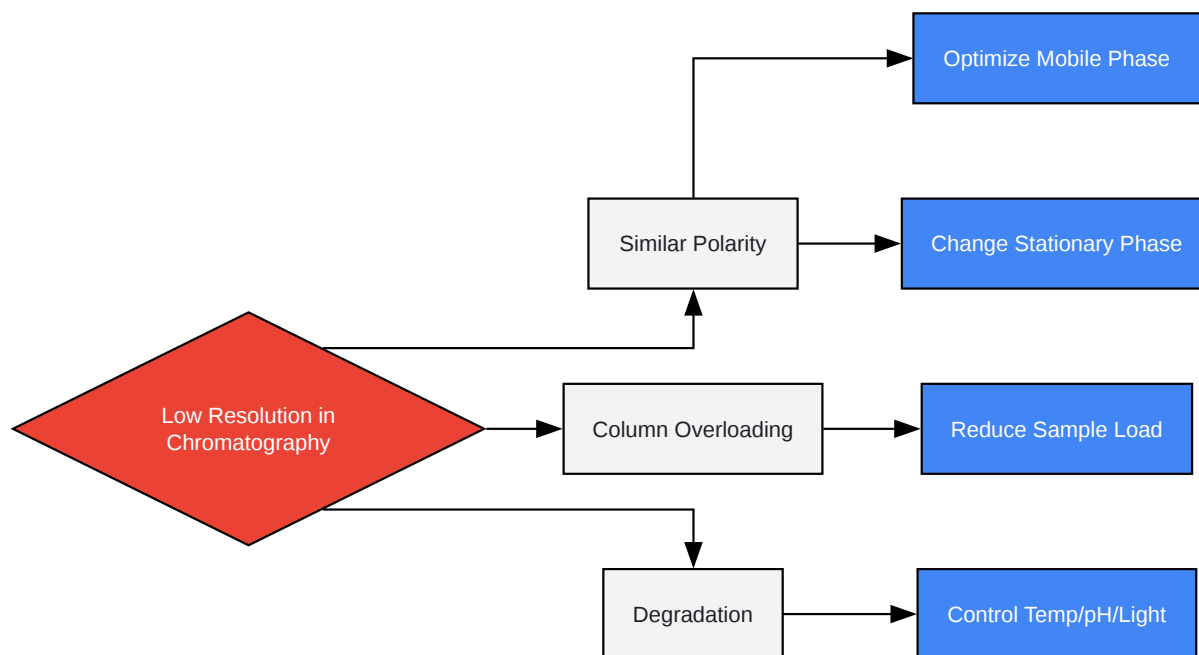 Optimize Mobile Phase
Similar Polarity
Change Stationary Phase
Low Resolution in
Chromatography
Column Overloading
Reduce Sample Load
Degradation
Control Temp/pH/Light